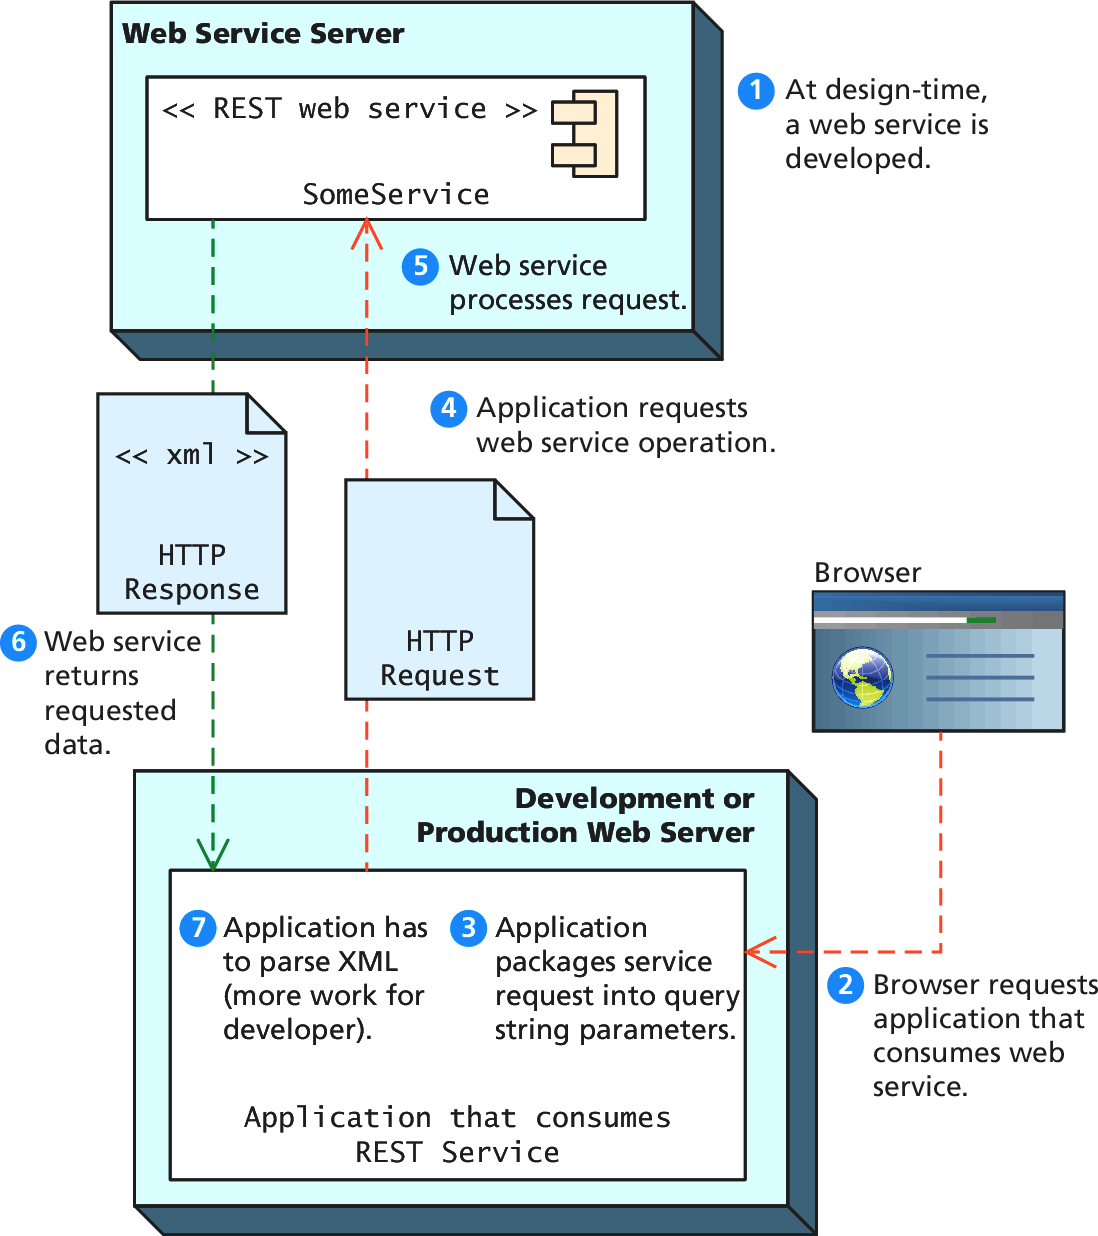 Web Service Server
<< REST web service >>
SomeService
1 At design-time,
a web service is
developed.
5 Web service
processes request.
4 Application requests
web service operation.
<< xml >>
HTTP
Response
HTTP
Request
Browser
6 Web service
returns
requested
data.
Development or
Production Web Server
7 Application has
to parse XML
(more work for
developer).
3 Application
packages service
request into query
string parameters.
2 Browser requests
application that
consumes web
service.
Application that consumes
REST Service